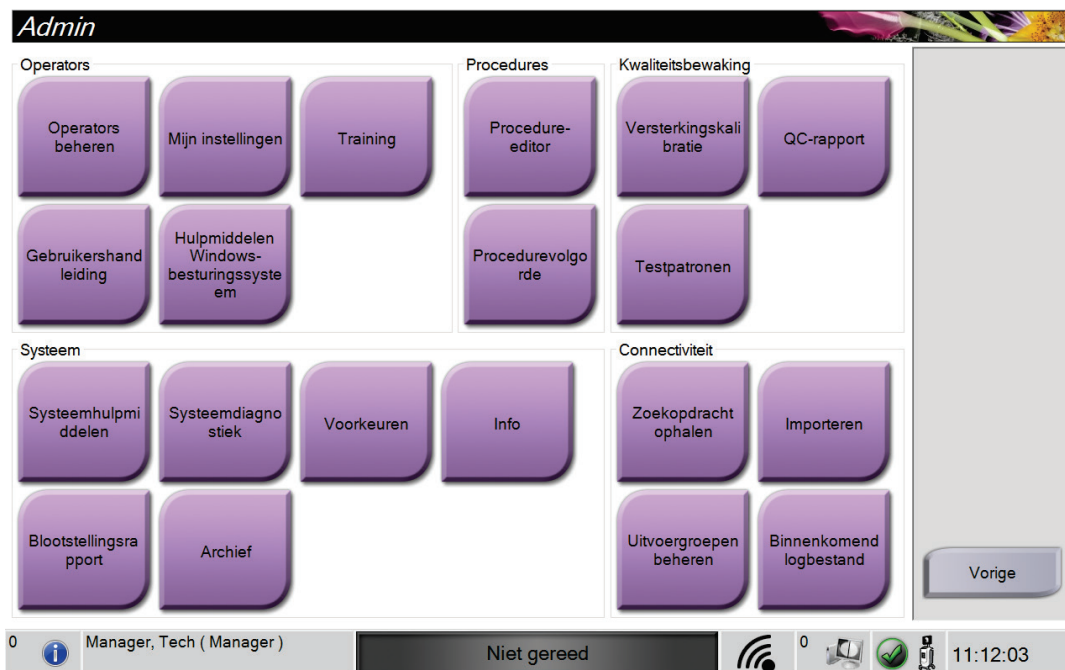 Admin
Operators
Operators
beheren
Mijn instellingen
Training
Gebruikershand
leiding
Hulpmiddelen
Windows-
besturingssyste
em
Procedures
Procedure-
editor
Procedurevolgo
rde
Kwaliteitsbewaking
Versterkingskali
bratie
QC-rapport
Testpatronen
Systeem
Systeemhulpmi
ddelen
Systeemdiagno
stiek
Voorkeuren
Info
Blootstellingsra
pport
Archief
Connectiviteit
Zoekopdracht
ophalen
Importeren
Uitvoergroepen
beheren
Binnenkomend
logbestand
Vorige
0
Manager, Tech ( Manager )
Niet gereed
0
11:12:03